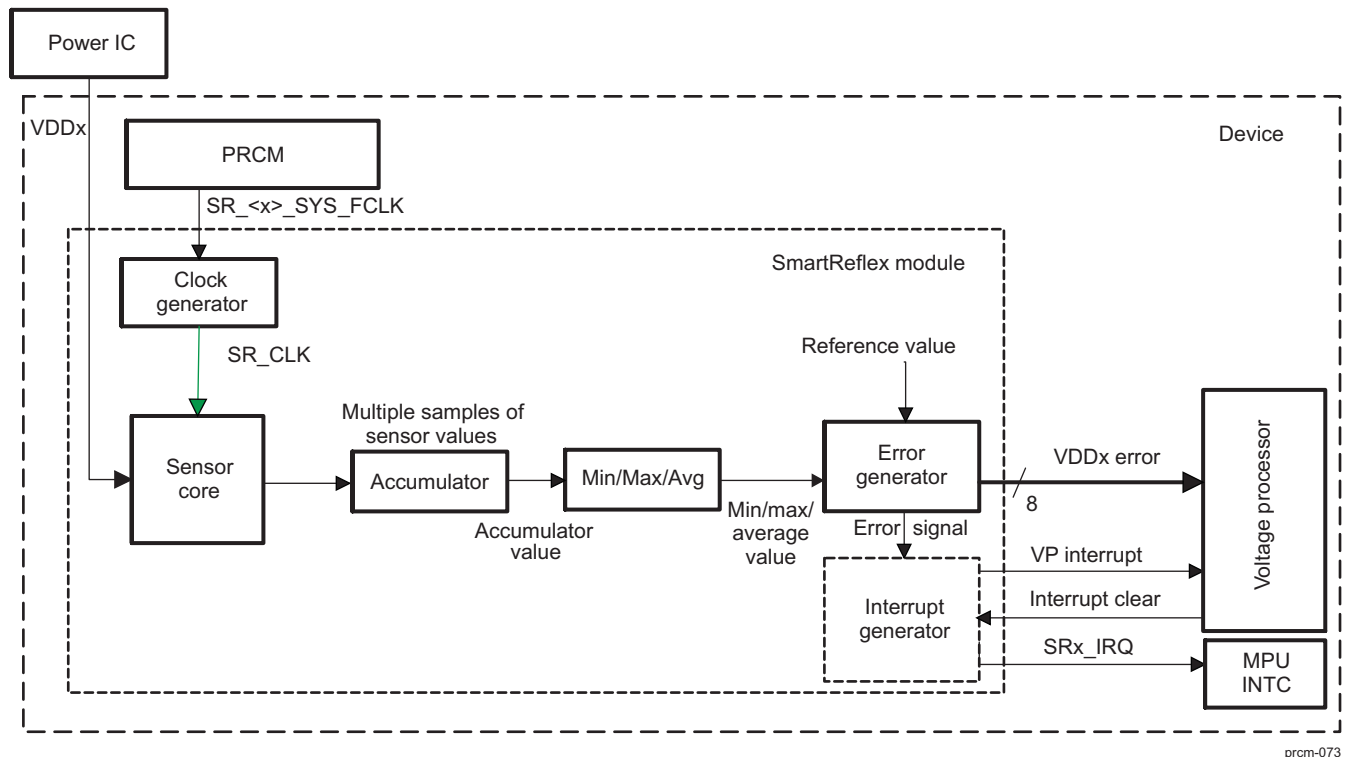 Power IC
VDDx
Device
PRCM
SR_<x>_SYS_FCLK
SmartReflex module
Clock
generator
SR_CLK
Reference value
Multiple samples of
sensor values
Sensor
core
Accumulator
Min/Max/Avg
Error
generator
VDDx error
8
Accumulator
value
Min/max/
average
value
Error signal
VP interrupt
Interrupt clear
Interrupt
generator
SRx_IRQ
Voltage processor
MPU
INTC
prcm-073